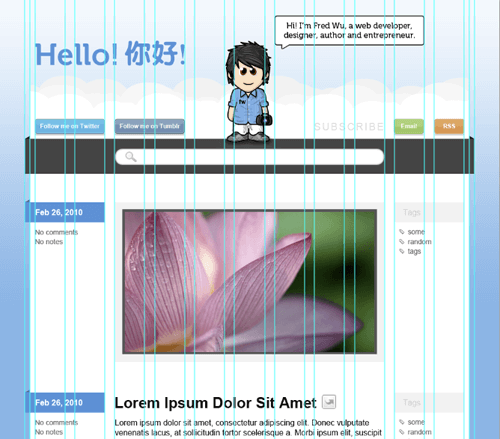 Hi! I'm Fred Wu, a web developer,
designer, author and entrepreneur.
Hello! 你好!
fw
Follow me on Twitter
Follow me on Tumblr
SUBSCRIBE
Email
RSS
Feb 26, 2010
No comments
No notes
Tags
some
random
tags
Feb 26, 2010
No comments
No notes
Lorem Ipsum Dolor Sit Amet
Lorem ipsum dolor sit amet, consectetur adipiscing elit. Donec vulputate
venenatis lacus, at sollicitudin tortor scelerisque a. Morbi ipsum elit, suscipit
Tags
some
random